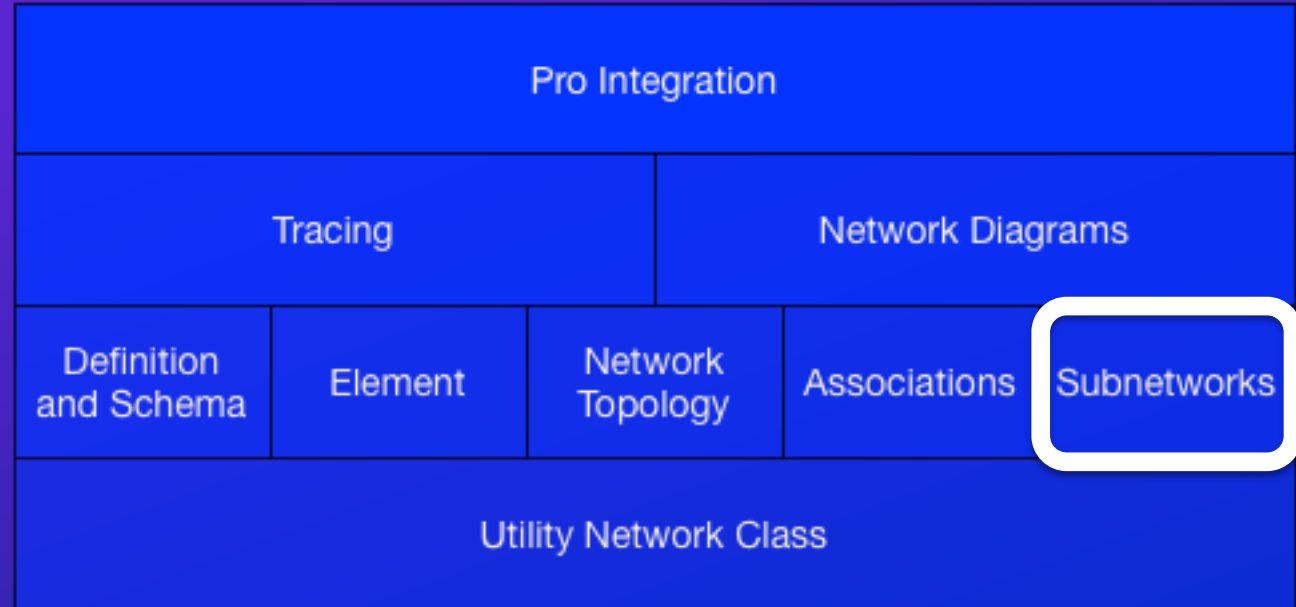 Pro Integration
Tracing
Network Diagrams
Definition
and Schema
Element
Network
Topology
Associations
Subnetworks
Utility Network Class